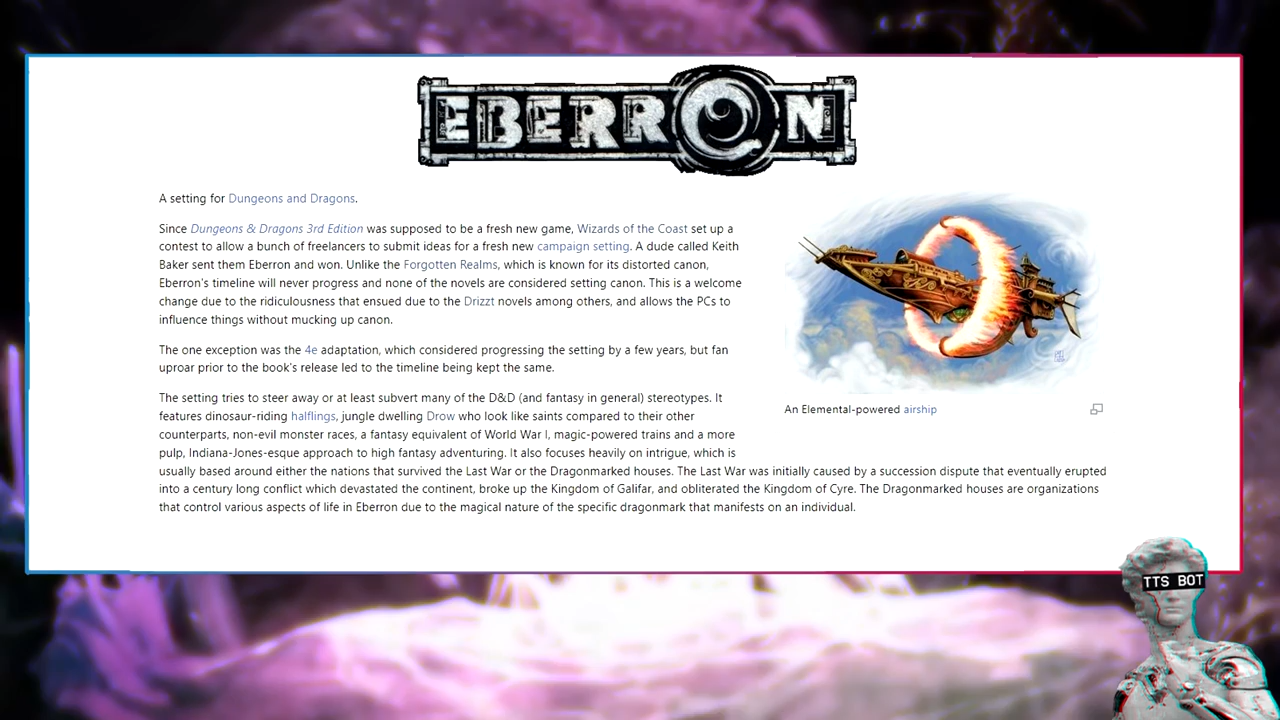 EBERRON
A setting for Dungeons and Dragons.
Since Dungeons & Dragons 3rd Edition was supposed to be a fresh new game, Wizards of the Coast set up a
contest to allow a bunch of freelancers to submit ideas for a fresh new campaign setting. A dude called Keith
Baker sent them Eberron and won. Unlike the Forgotten Realms, which is known for its distorted canon,
Eberron's timeline will never progress and none of the novels are considered setting canon. This is a welcome
change due to the ridiculousness that ensued due to the Drizzt novels among others, and allows the PCs to
influence things without mucking up canon.
The one exception was the 4e adaptation, which considered progressing the setting by a few years, but fan
uproar prior to the book's release led to the timeline being kept the same.
An Elemental-powered airship
The setting tries to steer away or at least subvert many of the D&D (and fantasy in general) stereotypes. It
features dinosaur-riding halflings, jungle dwelling Drow who look like saints compared to their other
counterparts, non-evil monster races, a fantasy equivalent of World War I, magic-powered trains and a more
pulp, Indiana-Jones-esque approach to high fantasy adventuring. It also focuses heavily on intrigue, which is
usually based around either the nations that survived the Last War or the Dragonmarked houses. The Last War was initially caused by a succession dispute that eventually erupted
into a century long conflict which devastated the continent, broke up the Kingdom of Galifar, and obliterated the Kingdom of Cyre. The Dragonmarked houses are organizations
that control various aspects of life in Eberron due to the magical nature of the specific dragonmark that manifests on an individual.
TTS BOT